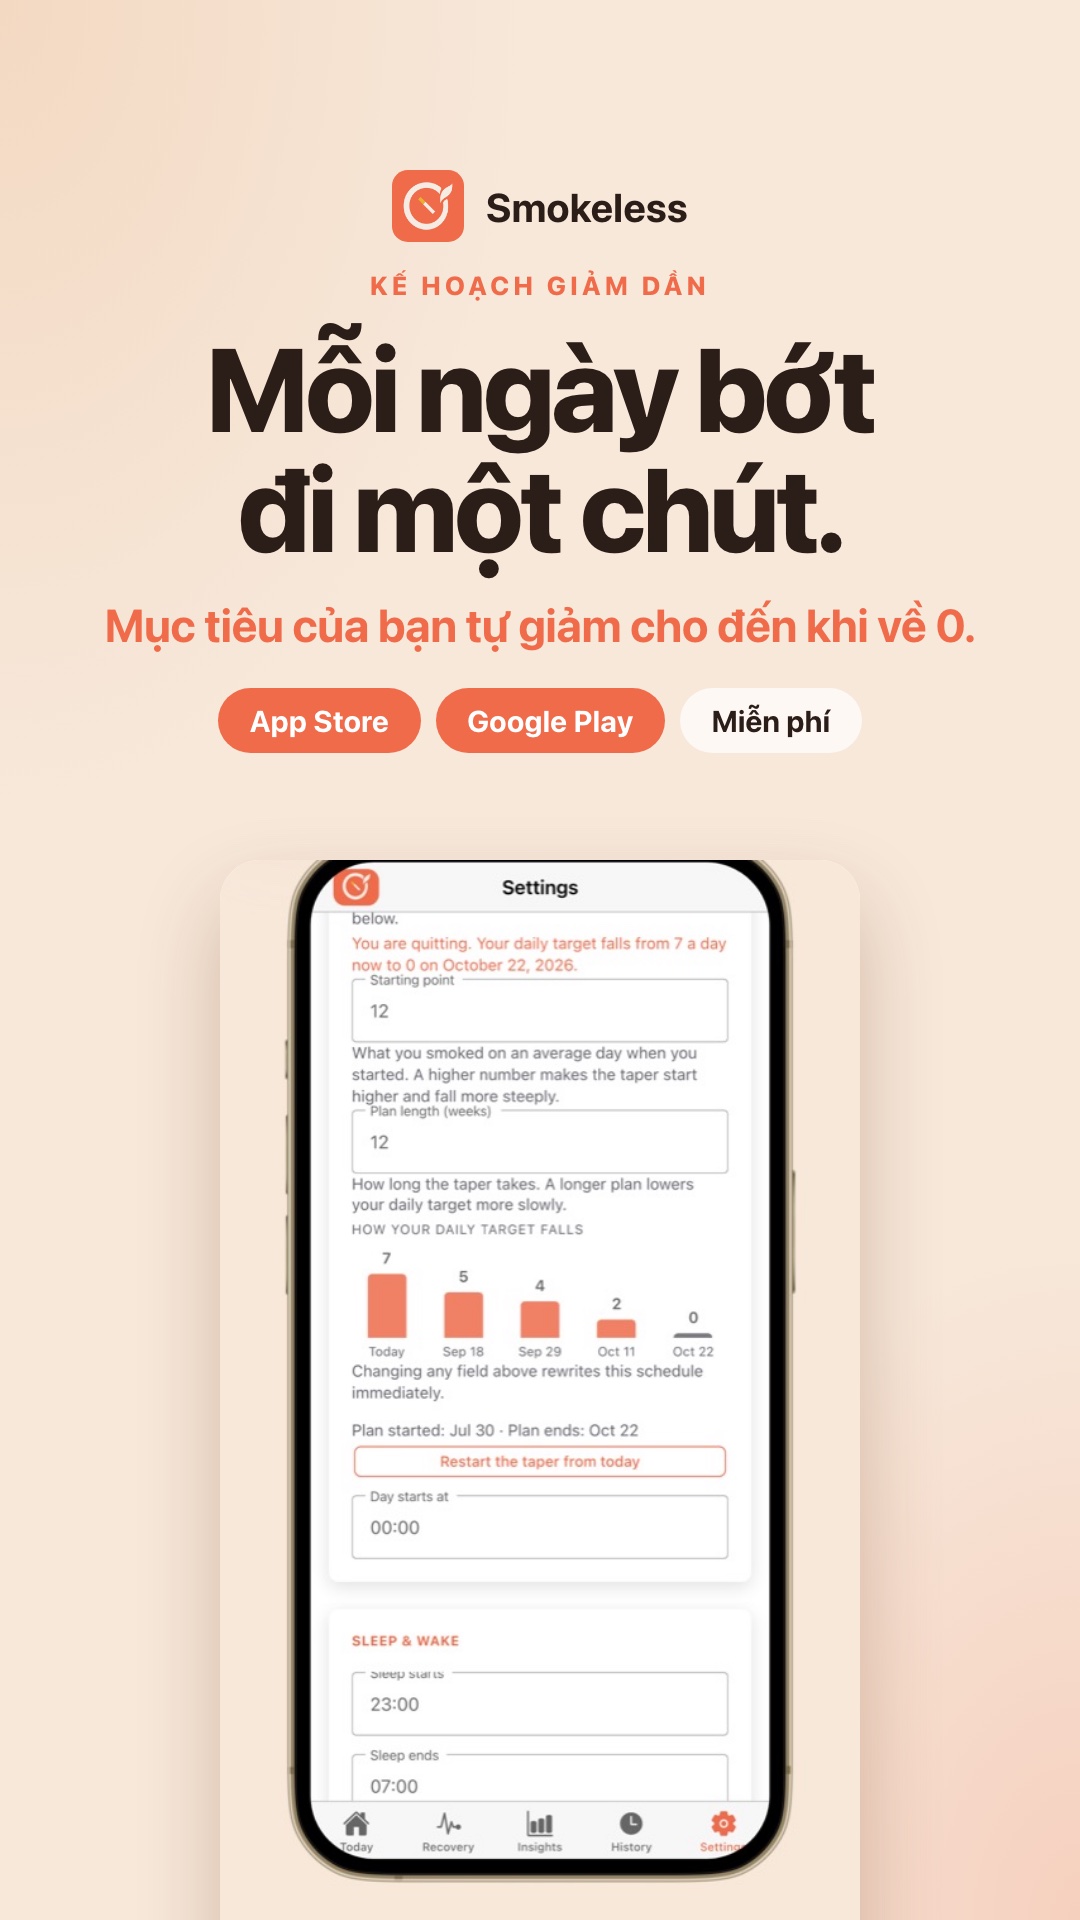 Smokeless
KẾ HOẠCH GIẢM DẦN
Mỗi ngày bớt
đi một chút.
Mục tiêu của bạn tự giảm cho đến khi về 0.
App Store
Google Play
Miễn phí
Settings
below.
You are quitting. Your daily target falls from 7 a day
now to 0 on October 22, 2026.
Starting point
12
What you smoked on an average day when you
started. A higher number makes the taper start
higher and fall more steeply.
Plan length (weeks)
12
How long the taper takes. A longer plan lowers
your daily target more slowly.
HOW YOUR DAILY TARGET FALLS
7 5 4 2 0
Today Sep 18 Sep 29 Oct 11 Oct 22
Changing any field above rewrites this schedule
immediately.
Plan started: Jul 30 · Plan ends: Oct 22
Restart the taper from today
Day starts at
00:00
SLEEP & WAKE
Sleep starts
23:00
Sleep ends
07:00
Today Recovery Insights History Settings